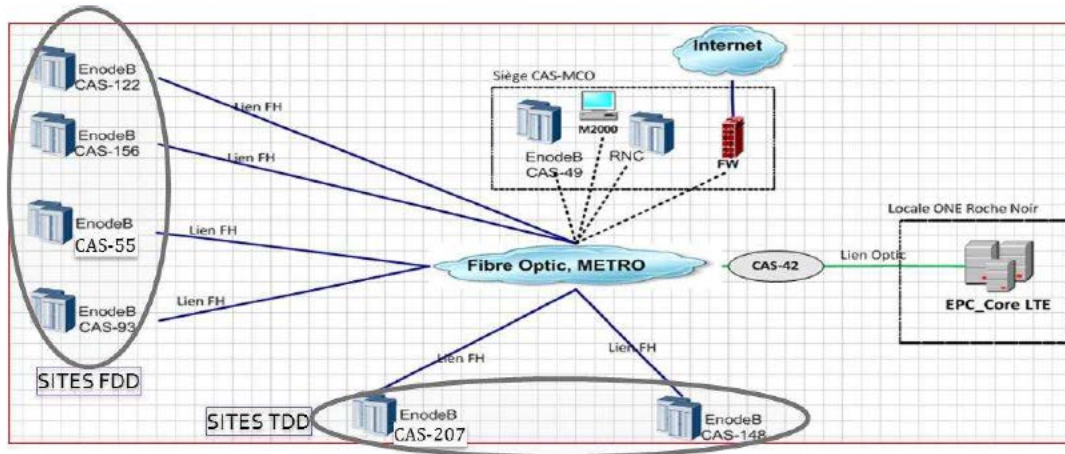 EnodeB
CAS-122
Lien FH
EnodeB
CAS-156
Lien FH
EnodeB
CAS-55
Lien FH
EnodeB
CAS-93
Lien FH
SITES FDD
Internet
Siège CAS-MCO
M2000
EnodeB
CAS-49
RNC
FW
Fibre Optic, METRO
CAS-42
Lien Optic
Locale ONE Roche Noir
EPC_Core LTE
Lien FH
Lien FH
SITES TDD
EnodeB
CAS-207
EnodeB
CAS-148